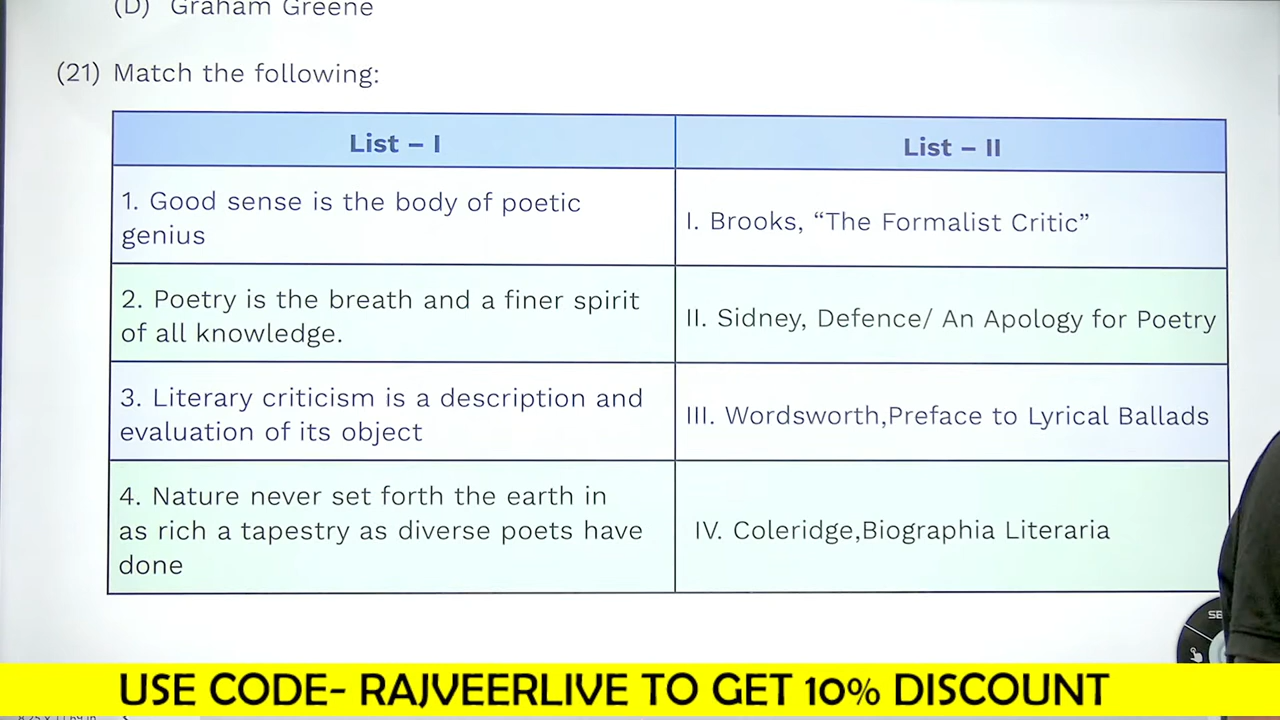 (D) Graham Greene
(21) Match the following:
List – I
List – II
1. Good sense is the body of poetic
genius
I. Brooks, “The Formalist Critic”
2. Poetry is the breath and a finer spirit
of all knowledge.
II. Sidney, Defence/ An Apology for Poetry
3. Literary criticism is a description and
evaluation of its object
III. Wordsworth,Preface to Lyrical Ballads
4. Nature never set forth the earth in
as rich a tapestry as diverse poets have
done
IV. Coleridge,Biographia Literaria
USE CODE- RAJVEERLIVE TO GET 10% DISCOUNT